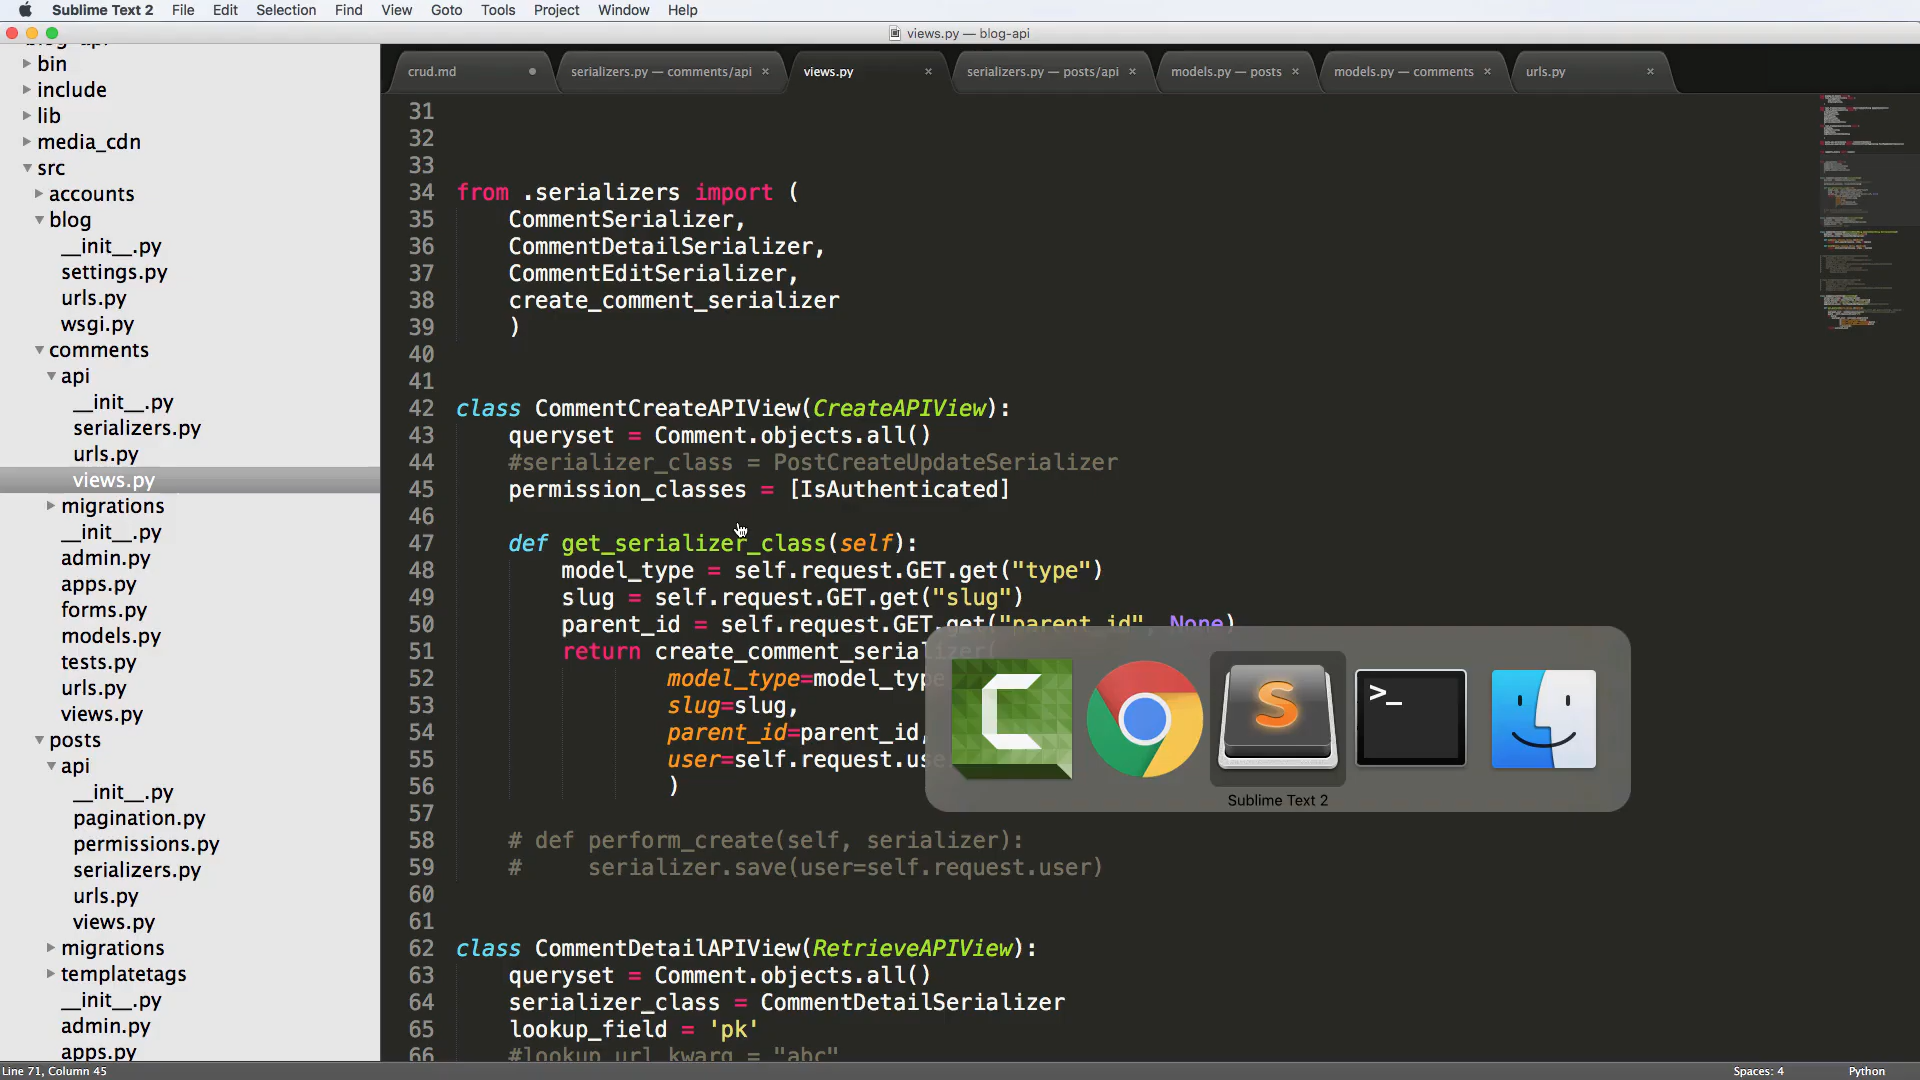 Sublime Text 2 File Edit Selection Find View Goto Tools Project Window Help
views.py — blog-api
blog-api
bin
include
lib
media_cdn
src
accounts
blog
__init__.py
settings.py
urls.py
wsgi.py
comments
api
__init__.py
serializers.py
urls.py
views.py
migrations
__init__.py
admin.py
apps.py
forms.py
models.py
tests.py
urls.py
views.py
posts
api
__init__.py
pagination.py
permissions.py
serializers.py
urls.py
views.py
migrations
templatetags
__init__.py
admin.py
apps.py
crud.md serializers.py — comments/api views.py serializers.py — posts/api models.py — posts models.py — comments urls.py
31
32
33
34 from .serializers import (
35 CommentSerializer,
36 CommentDetailSerializer,
37 CommentEditSerializer,
38 create_comment_serializer
39 )
40
41
42 class CommentCreateAPIView(CreateAPIView):
43 queryset = Comment.objects.all()
44 #serializer_class = PostCreateUpdateSerializer
45 permission_classes = [IsAuthenticated]
46
47 def get_serializer_class(self):
48 model_type = self.request.GET.get("type")
49 slug = self.request.GET.get("slug")
50 parent_id = self.request.GET.get("parent_id", None)
51 return create_comment_serializer(
52 model_type=model_type
53 slug=slug,
54 parent_id=parent_id,
55 user=self.request.use
56 )
57
58 # def perform_create(self, serializer):
59 # serializer.save(user=self.request.user)
60
61
62 class CommentDetailAPIView(RetrieveAPIView):
63 queryset = Comment.objects.all()
64 serializer_class = CommentDetailSerializer
65 lookup_field = 'pk'
66 #lookup_url_kwarg = "abc"
Sublime Text 2
Line 71, Column 45 Spaces: 4 Python